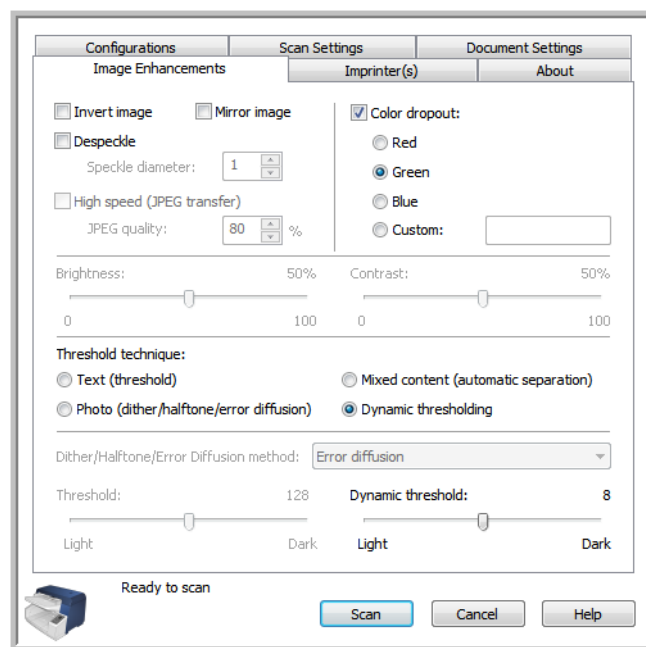 Configurations Scan Settings Document Settings
Image Enhancements Imprinter(s) About
Invert image Mirror image Color dropout:
Despeckle Red
Speckle diameter: 1 Green
High speed (JPEG transfer) Blue
JPEG quality: 80 % Custom:
Brightness: 50% Contrast: 50%
0 100 0 100
Threshold technique:
Text (threshold) Mixed content (automatic separation)
Photo (dither/halftone/error diffusion) Dynamic thresholding
Dither/Halftone/Error Diffusion method: Error diffusion
Threshold: 128 Dynamic threshold: 8
Light Dark Light Dark
Ready to scan
Scan Cancel Help